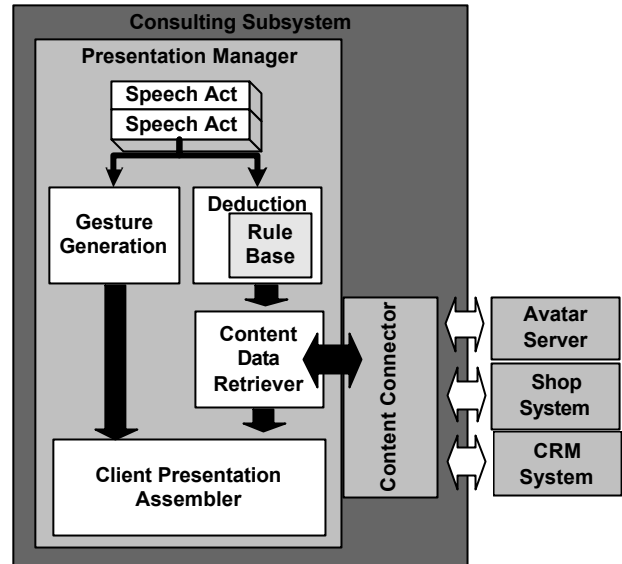 Consulting Subsystem
Presentation Manager
Speech Act
Speech Act
Gesture
Generation
Deduction
Rule
Base
Content
Data
Retriever
Client Presentation
Assembler
Content Connector
Avatar
Server
Shop
System
CRM
System